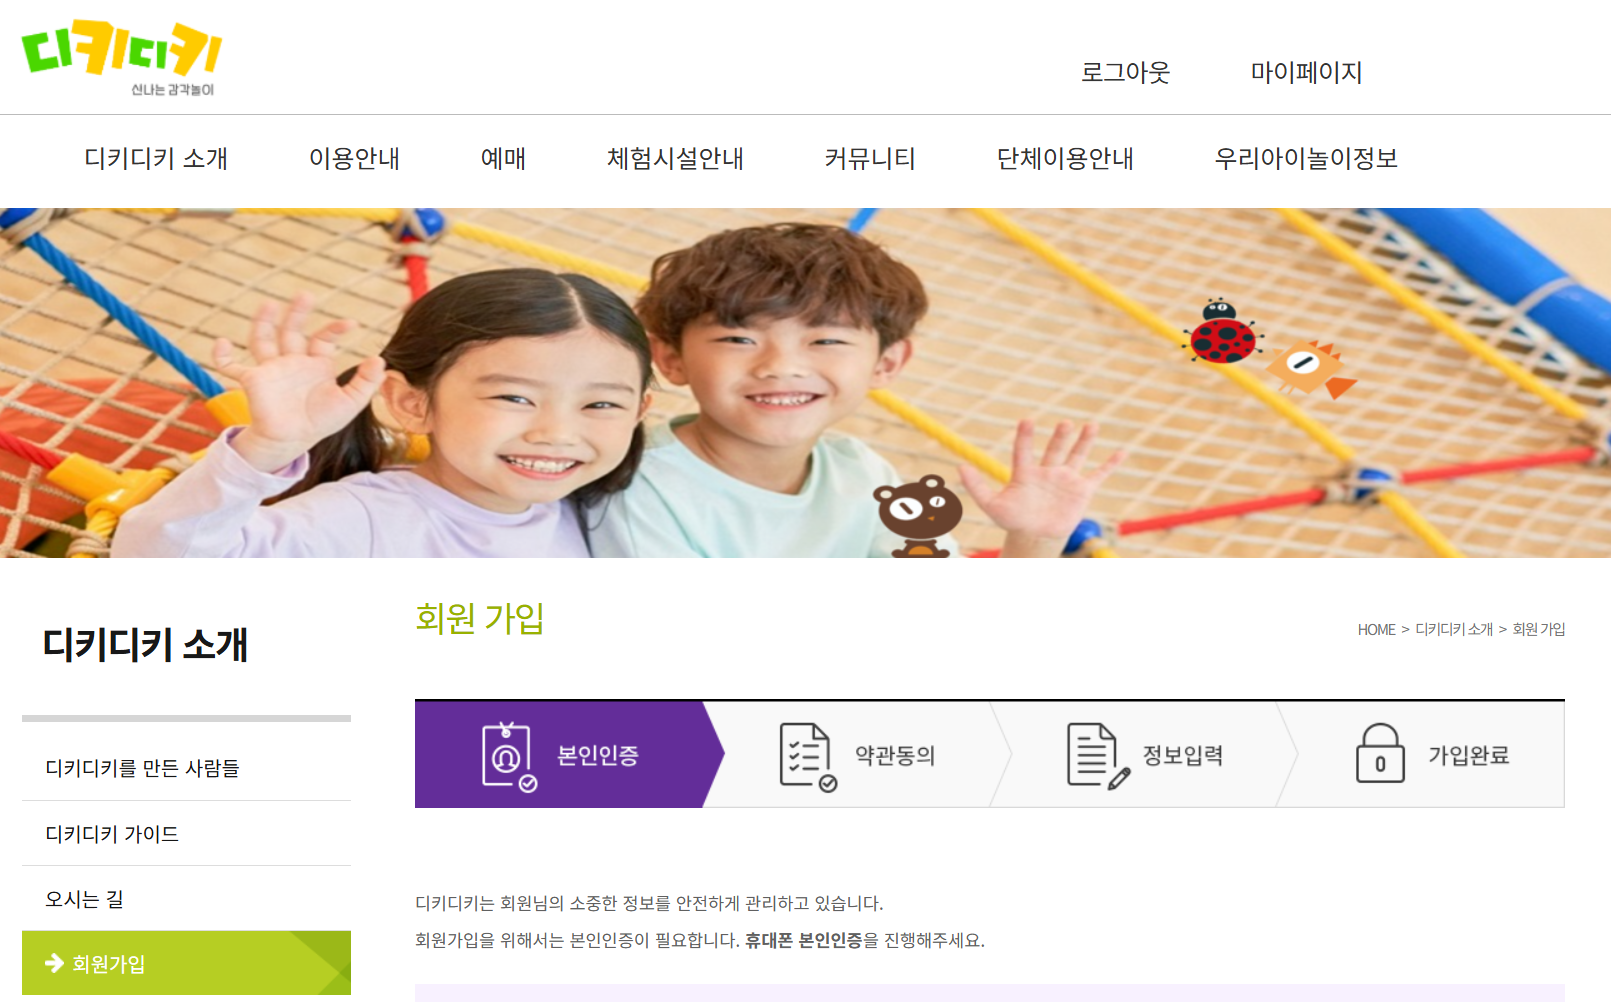 디키디키
신나는 감각놀이
로그아웃 마이페이지
디키디키 소개 이용안내 예매 체험시설안내 커뮤니티 단체이용안내 우리아이놀이정보
디키디키 소개
디키디키를 만든 사람들
디키디키 가이드
오시는 길
회원가입
회원 가입
HOME > 디키디키 소개 > 회원 가입
본인인증 약관동의 정보입력 가입완료
디키디키는 회원님의 소중한 정보를 안전하게 관리하고 있습니다.
회원가입을 위해서는 본인인증이 필요합니다. 휴대폰 본인인증을 진행해주세요.